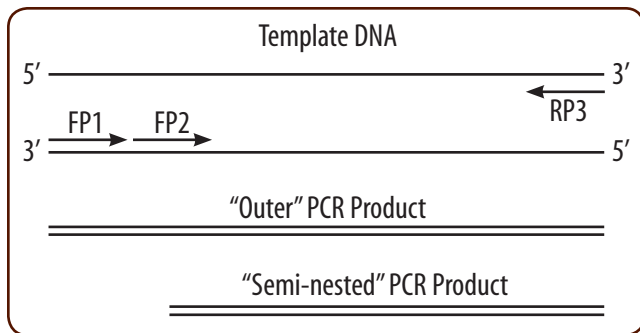 Template DNA
5′ 3′
RP3
FP1 FP2
3′ 5′
“Outer” PCR Product
“Semi-nested” PCR Product